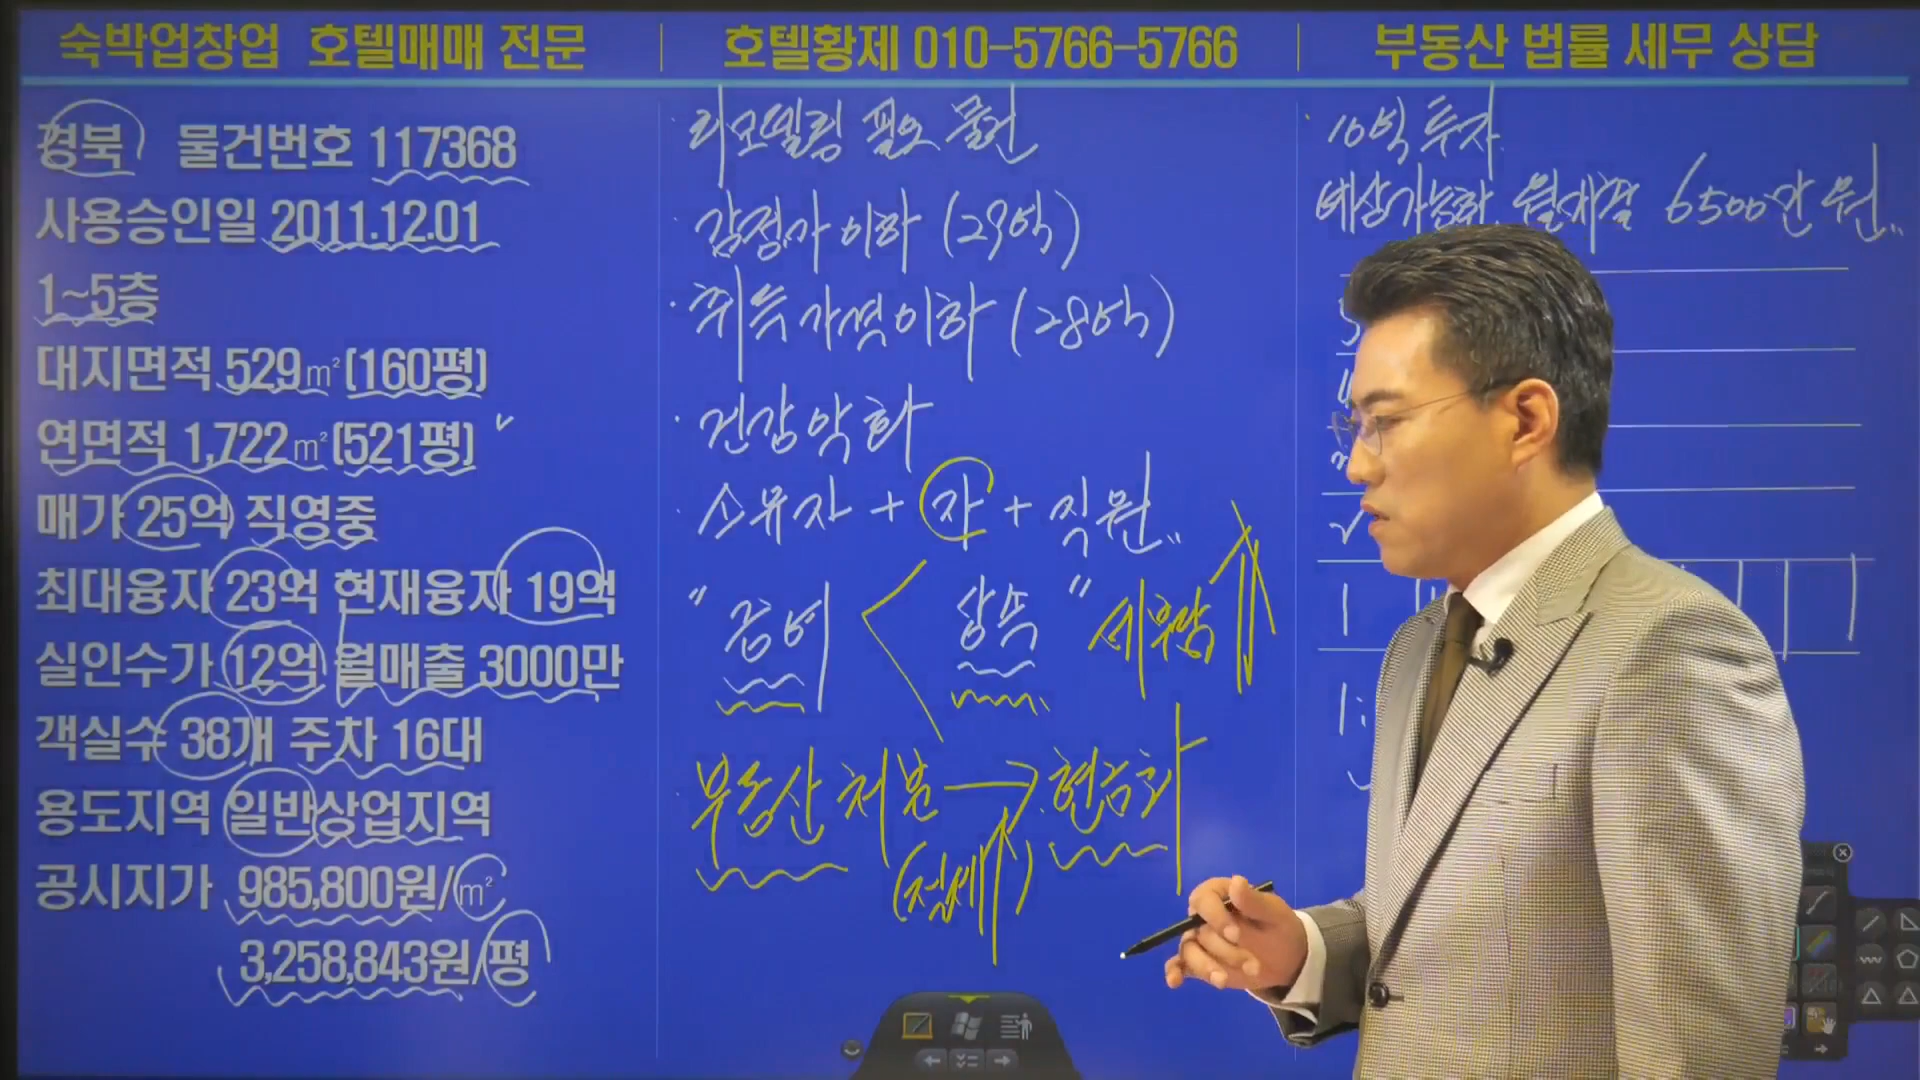 숙박업창업 호텔매매 전문
호텔황제 010-5766-5766
부동산 법률 세무 상담
경북 물건번호 117368
사용승인일 2011.12.01
1~5층
대지면적 529㎡(160평)
연면적 1,722㎡(521평)
매가 25억 직영중
최대융자 23억 현재융자 19억
실인수가 12억 월매출 3000만
객실수 38개 주차 16대
용도지역 일반상업지역
공시지가 985,800원/㎡
3,258,843원/평
리모델링 필요 물건
감정가 이하 (29억)
취득가액이하 (28억)
건강악화
소유자 + 자 + 직원
"증여 < 상속" 세무상
부동산 처분 → 현금화
(절세)
10억 투자
예상가능한 월매출 6500만원